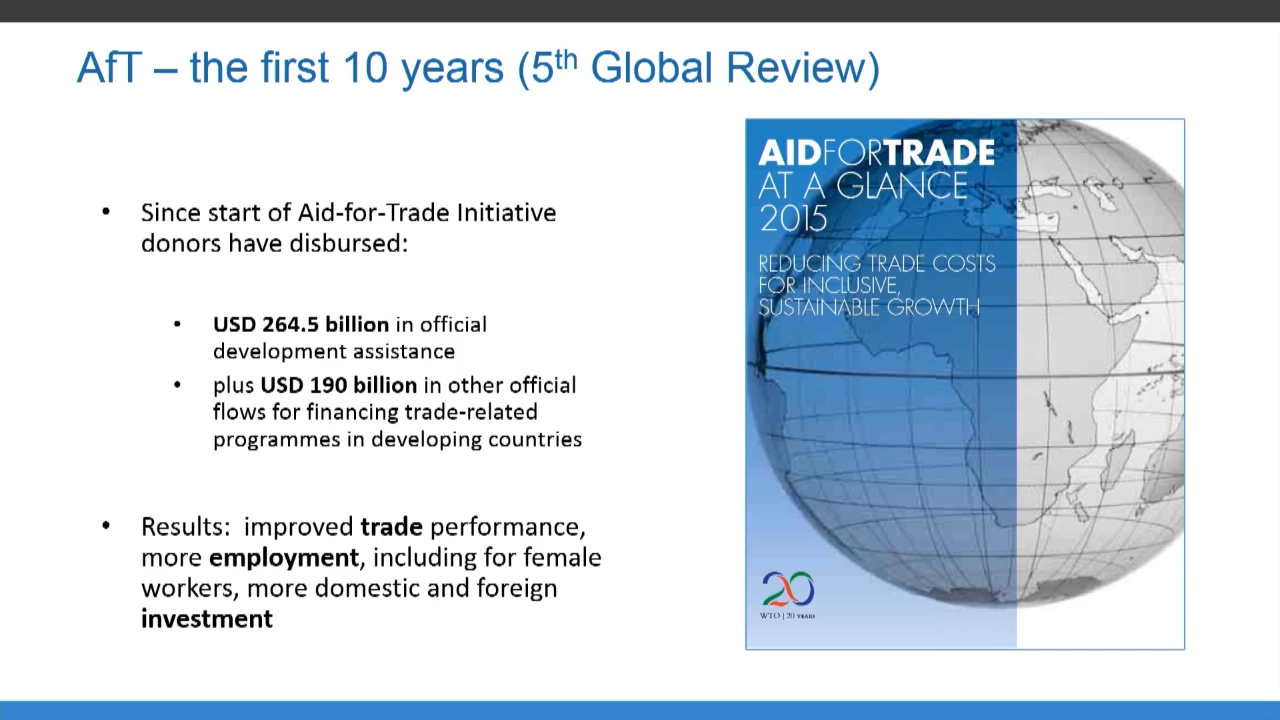 AfT – the first 10 years (5th Global Review)
• Since start of Aid-for-Trade Initiative
donors have disbursed:
• USD 264.5 billion in official
development assistance
• plus USD 190 billion in other official
flows for financing trade-related
programmes in developing countries
• Results:  improved trade performance,
more employment, including for female
workers, more domestic and foreign
investment
AIDFORTRADE
AT A GLANCE
2015
REDUCING TRADE COSTS
FOR INCLUSIVE,
SUSTAINABLE GROWTH
20
WTO | 20 YEARS